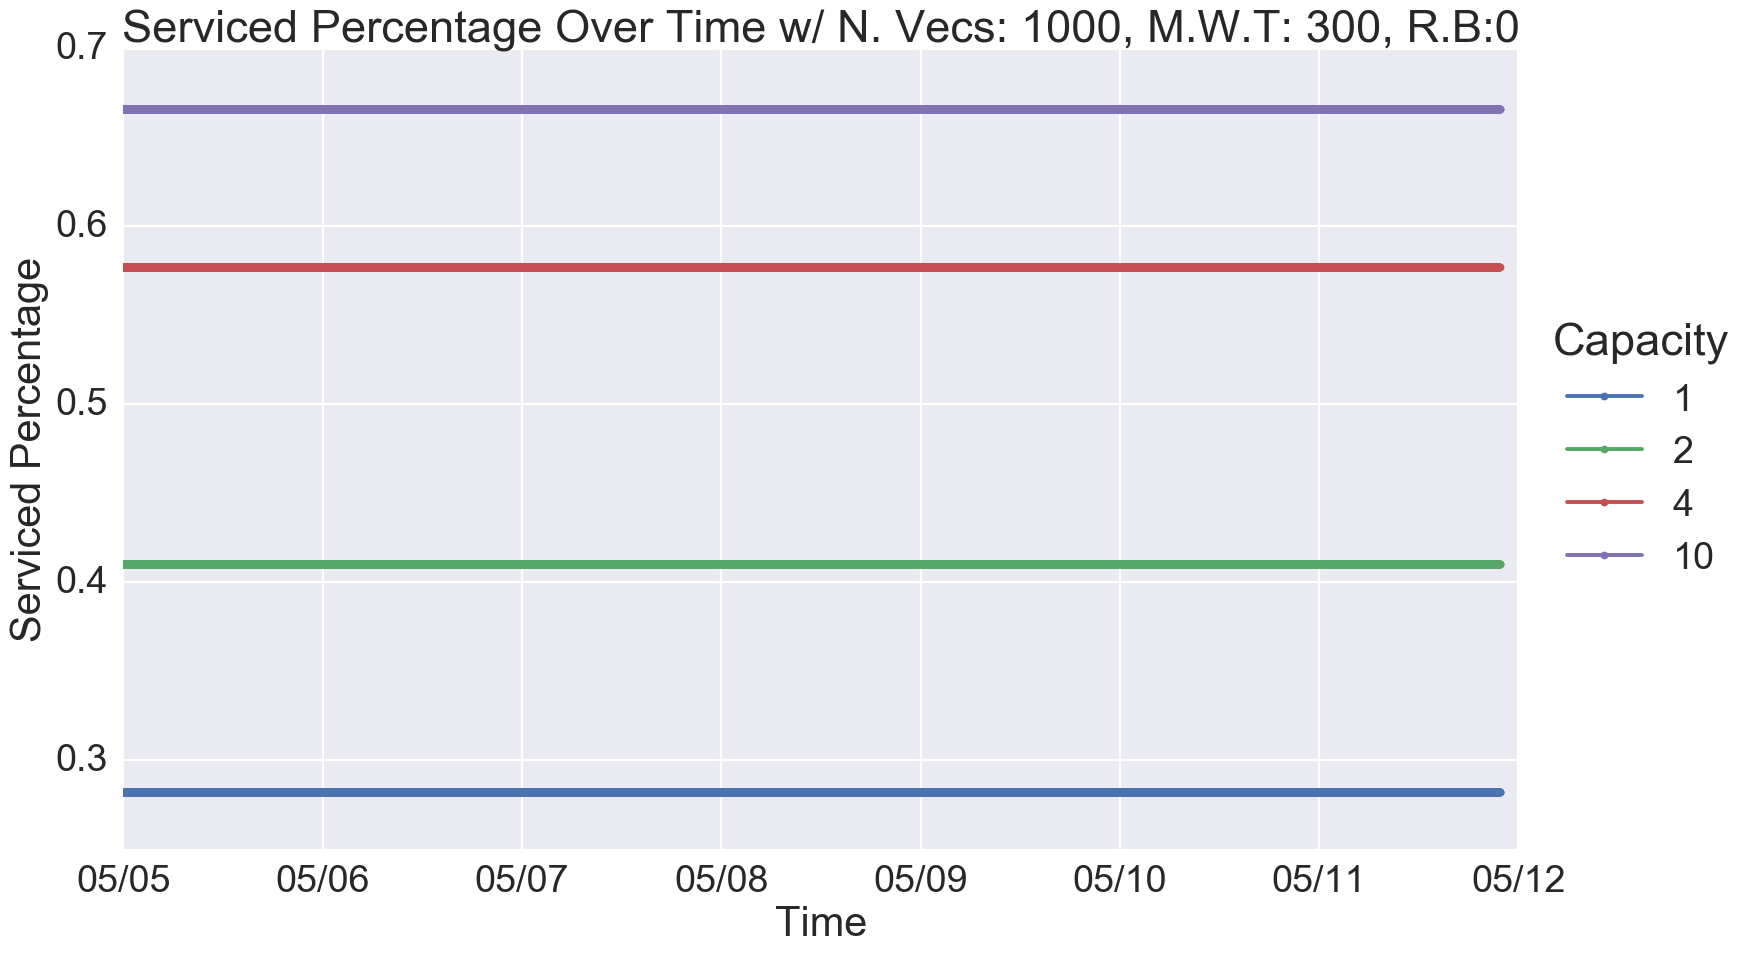 Serviced Percentage Over Time w/ N. Vecs: 1000, M.W.T: 300, R.B:0
Serviced Percentage
0.7
0.6
0.5
0.4
0.3
05/05 05/06 05/07 05/08 05/09 05/10 05/11 05/12
Time
Capacity
1
2
4
10